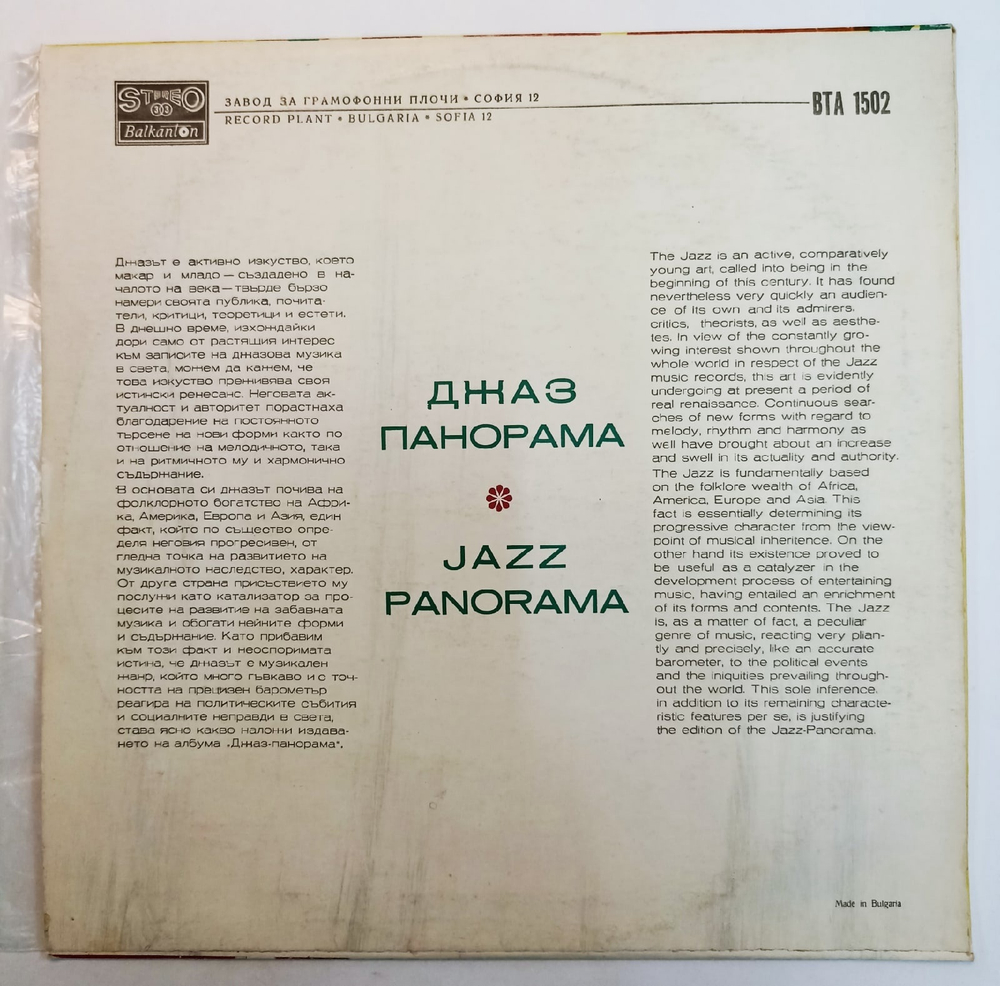 STEREO
33
Balkanton
ЗАВОД ЗА ГРАМОФОННИ ПЛОЧИ • СОФИЯ 12
RECORD PLANT • BULGARIA • SOFIA 12
BTA 1502
Джазът е активно изкуство, което
макар и младо — създадено в на-
чалото на века — твърде бързо
намери своята публика, почита-
тели, критици, теоретици и естети.
В днешно време, изхождайки
дори само от растящия интерес
към записите на джазова музика
в света, можем да кажем, че
това изкуство преживява своя
истински ренесанс. Неговата ак-
туалност и авторитет порастнаха
благодарение на постоянното
търсене на нови форми както по
отношение на мелодичното, така
и на ритмичното му и хармонично
съдържание.
В основата си джазът почива на
фолклорното богатство на Афри-
ка, Америка, Европа и Азия, един
факт, който по същество опре-
деля неговия прогресивен, от
гледна точка на развитието на
музикалното наследство, характер.
От друга страна присъствието му
послужи като катализатор за про-
цесите на развитие на забавната
музика и обогати нейните форми
и съдържание. Като прибавим
към този факт и неоспоримата
истина, че джазът е музикален
жанр, който много гъвкаво и с точ-
ността на прецизен барометър
реагира на политическите събития
и социалните неправди в света,
става ясно какво наложи издава-
нето на албума „Джаз-панорама".
ДЖАЗ
ПАНОРАМА
JAZZ
PANORAMA
The Jazz is an active, comparatively
young art, called into being in the
beginning of this century. It has found
nevertheless very quickly an audien-
ce of its own and its admirers,
critics, theorists, as well as aesthe-
tes. In view of the constantly gro-
wing interest shown throughout the
whole world in respect of the Jazz
music records, this art is evidently
undergoing at present a period of
real renaissance. Continuous sear-
ches of new forms with regard to
melody, rhythm and harmony as
well have brought about an increase
and swell in its actuality and authority.
The Jazz is fundamentally based
on the folklore wealth of Africa,
America, Europe and Asia. This
fact is essentially determining its
progressive character from the view-
point of musical inheritence. On the
other hand its existence proved to
be useful as a catalyzer in the
development process of entertaining
music, having entailed an enrichment
of its forms and contents. The Jazz
is, as a matter of fact, a peculiar
genre of music, reacting very plian-
tly and precisely, like an accurate
barometer, to the political events
and the iniquities prevailing through-
out the world. This sole inference,
in addition to its remaining characte-
ristic features per se, is justifying
the edition of the Jazz-Panorama.
Made in Bulgaria